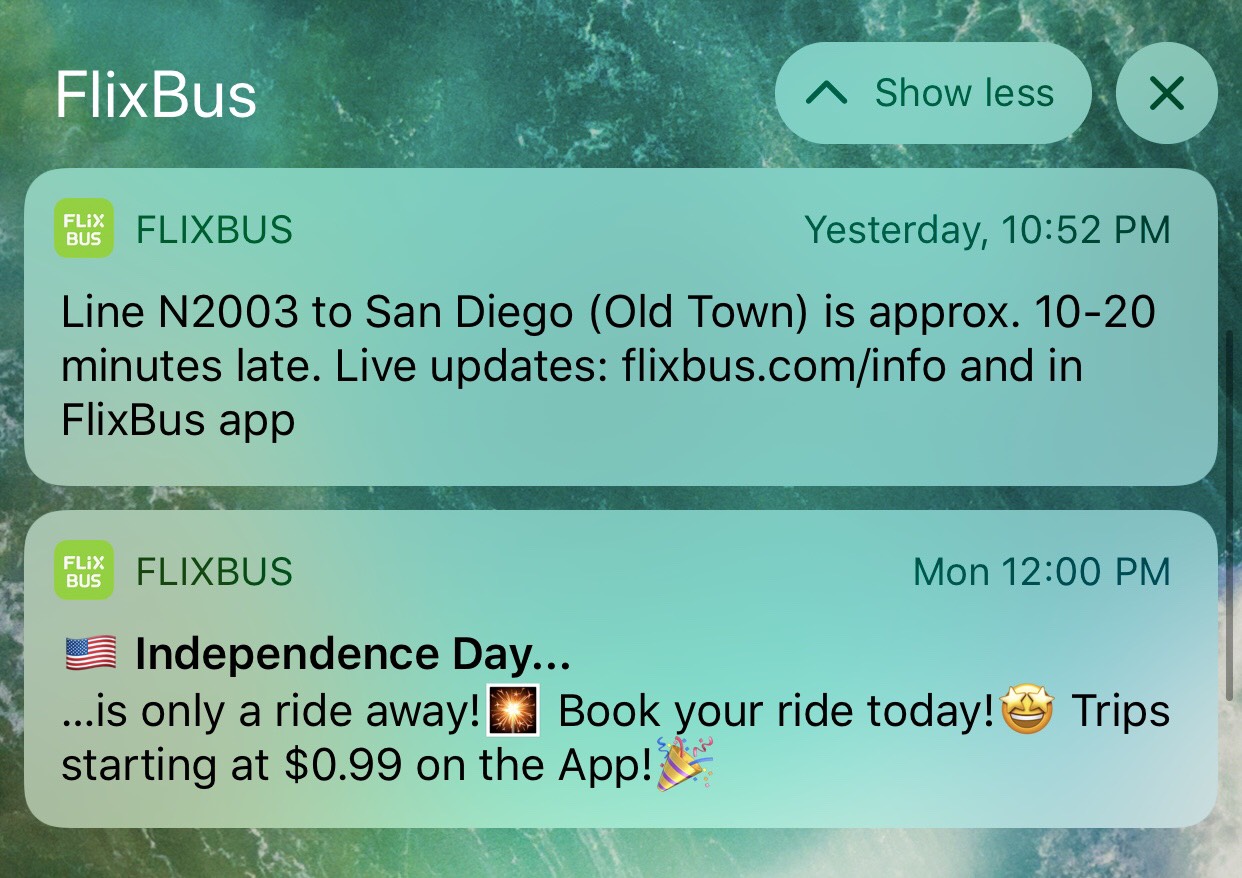 FlixBus
Show less
FLiX
BUS
FLIXBUS
Yesterday, 10:52 PM
Line N2003 to San Diego (Old Town) is approx. 10-20
minutes late. Live updates: flixbus.com/info and in
FlixBus app
FLiX
BUS
FLIXBUS
Mon 12:00 PM
🇺🇸 Independence Day...
...is only a ride away!🎇 Book your ride today!🤩 Trips
starting at $0.99 on the App!🎉